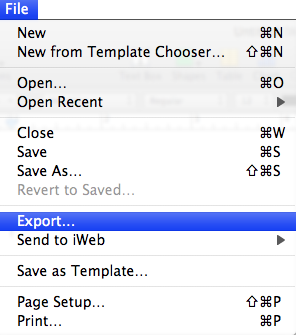 File
New ⌘N
New from Template Chooser... ⇧⌘N
Open... ⌘O
Open Recent
Close ⌘W
Save ⌘S
Save As... ⇧⌘S
Revert to Saved...
Export...
Send to iWeb
Save as Template...
Page Setup... ⇧⌘P
Print... ⌘P